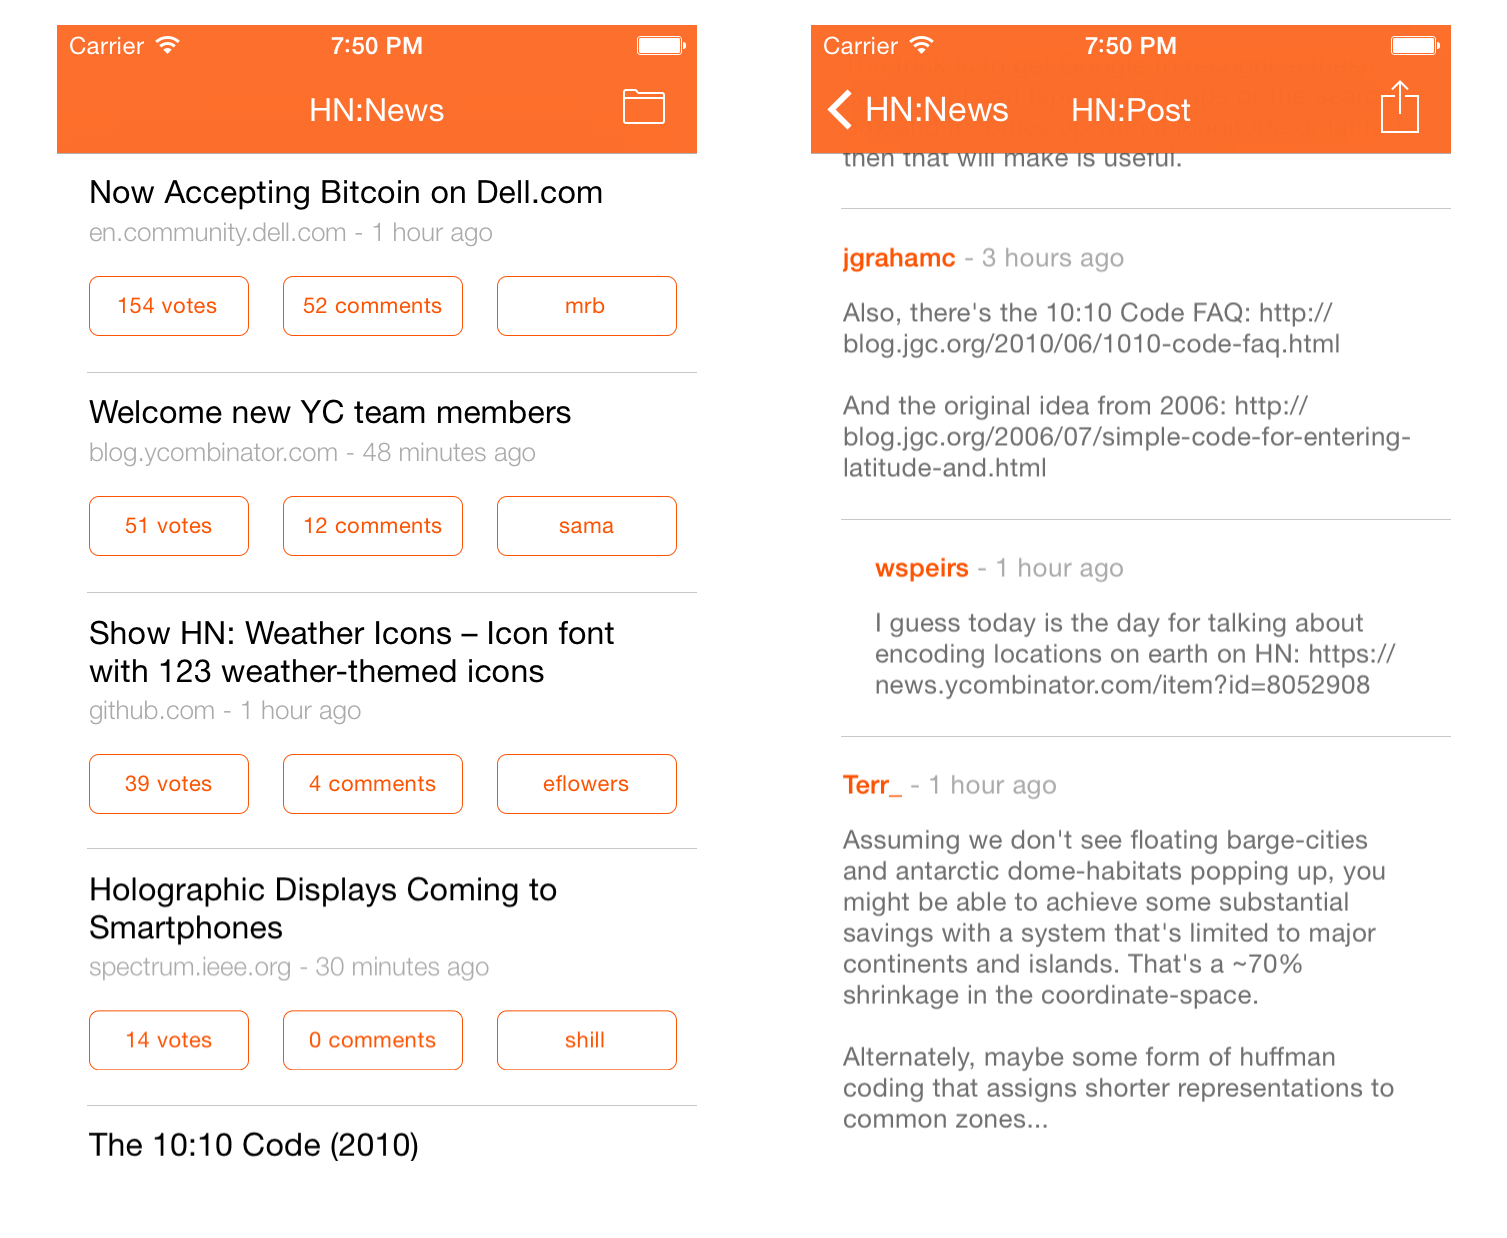 Carrier 7:50 PM
HN:News
Now Accepting Bitcoin on Dell.com
en.community.dell.com - 1 hour ago
154 votes 52 comments mrb
Welcome new YC team members
blog.ycombinator.com - 48 minutes ago
51 votes 12 comments sama
Show HN: Weather Icons – Icon font
with 123 weather-themed icons
github.com - 1 hour ago
39 votes 4 comments eflowers
Holographic Displays Coming to
Smartphones
spectrum.ieee.org - 30 minutes ago
14 votes 0 comments shill
The 10:10 Code (2010)
Carrier 7:50 PM
HN:News HN:Post
then that will make is useful.
jgrahamc - 3 hours ago
Also, there's the 10:10 Code FAQ: http://
blog.jgc.org/2010/06/1010-code-faq.html
And the original idea from 2006: http://
blog.jgc.org/2006/07/simple-code-for-entering-
latitude-and.html
wspeirs - 1 hour ago
I guess today is the day for talking about
encoding locations on earth on HN: https://
news.ycombinator.com/item?id=8052908
Terr_ - 1 hour ago
Assuming we don't see floating barge-cities
and antarctic dome-habitats popping up, you
might be able to achieve some substantial
savings with a system that's limited to major
continents and islands. That's a ~70%
shrinkage in the coordinate-space.
Alternately, maybe some form of huffman
coding that assigns shorter representations to
common zones...